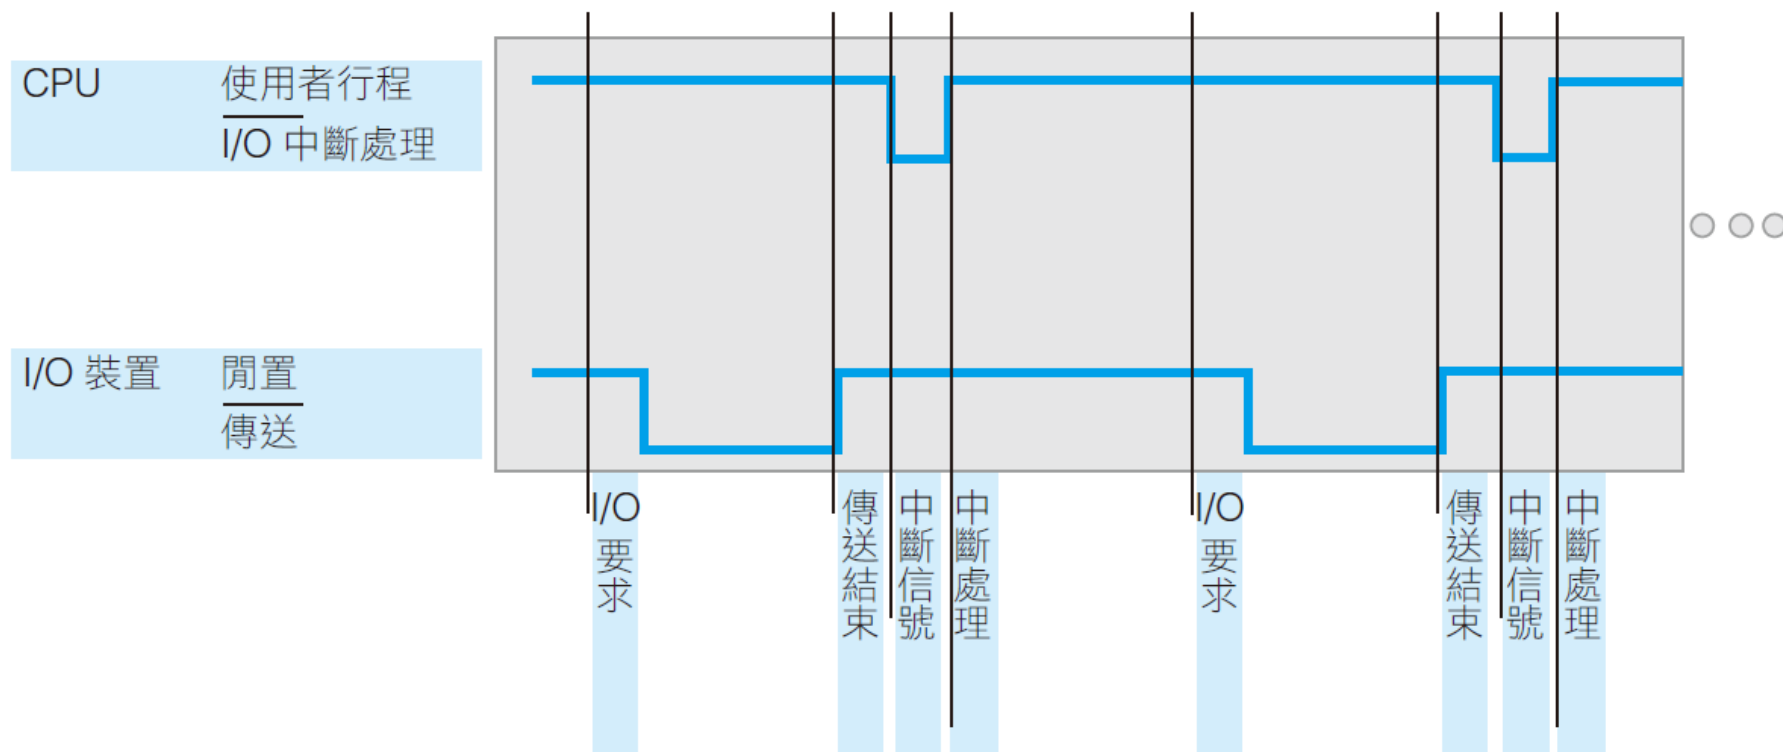 CPU 使用者行程
I/O 中斷處理
I/O 裝置 閒置
傳送
I/O
要求
傳送結束
中斷信號
中斷處理
I/O
要求
傳送結束
中斷信號
中斷處理